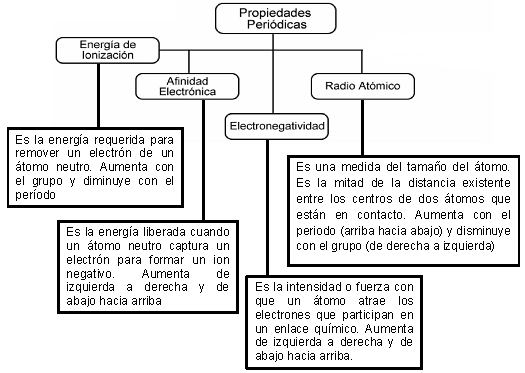 Propiedades
Periódicas
Energía de
Ionización
Afinidad
Electrónica
Radio Atómico
Electronegatividad
Es la energía requerida para
remover un electrón de un
átomo neutro. Aumenta con
el grupo y diminuye con el
período
Es una medida del tamaño del átomo.
Es la mitad de la distancia existente
entre los centros de dos átomos que
están en contacto. Aumenta con el
periodo (arriba hacia abajo) y disminuye
con el grupo (de derecha a izquierda)
Es la energía liberada cuando
un átomo neutro captura un
electrón para formar un ion
negativo. Aumenta de
izquierda a derecha y de
abajo hacia arriba
Es la intensidad o fuerza con
que un átomo atrae los
electrones que participan en
un enlace químico. Aumenta
de izquierda a derecha y de
abajo hacia arriba.